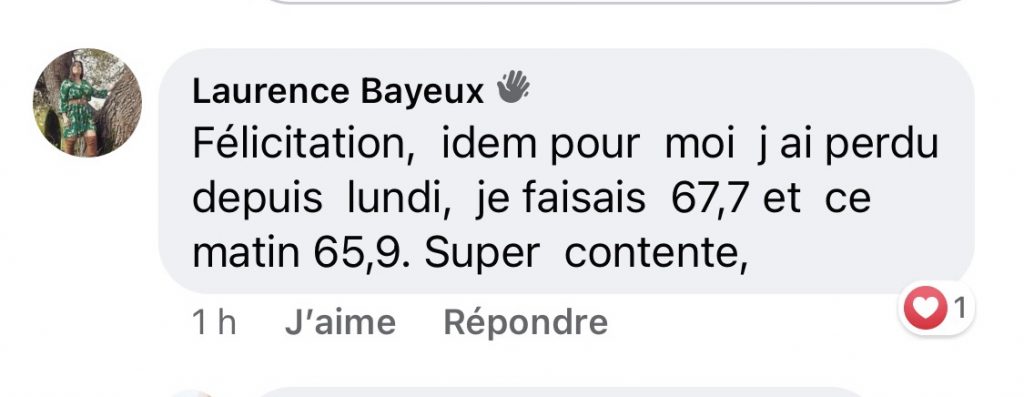 Laurence Bayeux
Félicitation, idem pour moi j ai perdu
depuis lundi, je faisais 67,7 et ce
matin 65,9. Super contente,
1 h J’aime Répondre
1